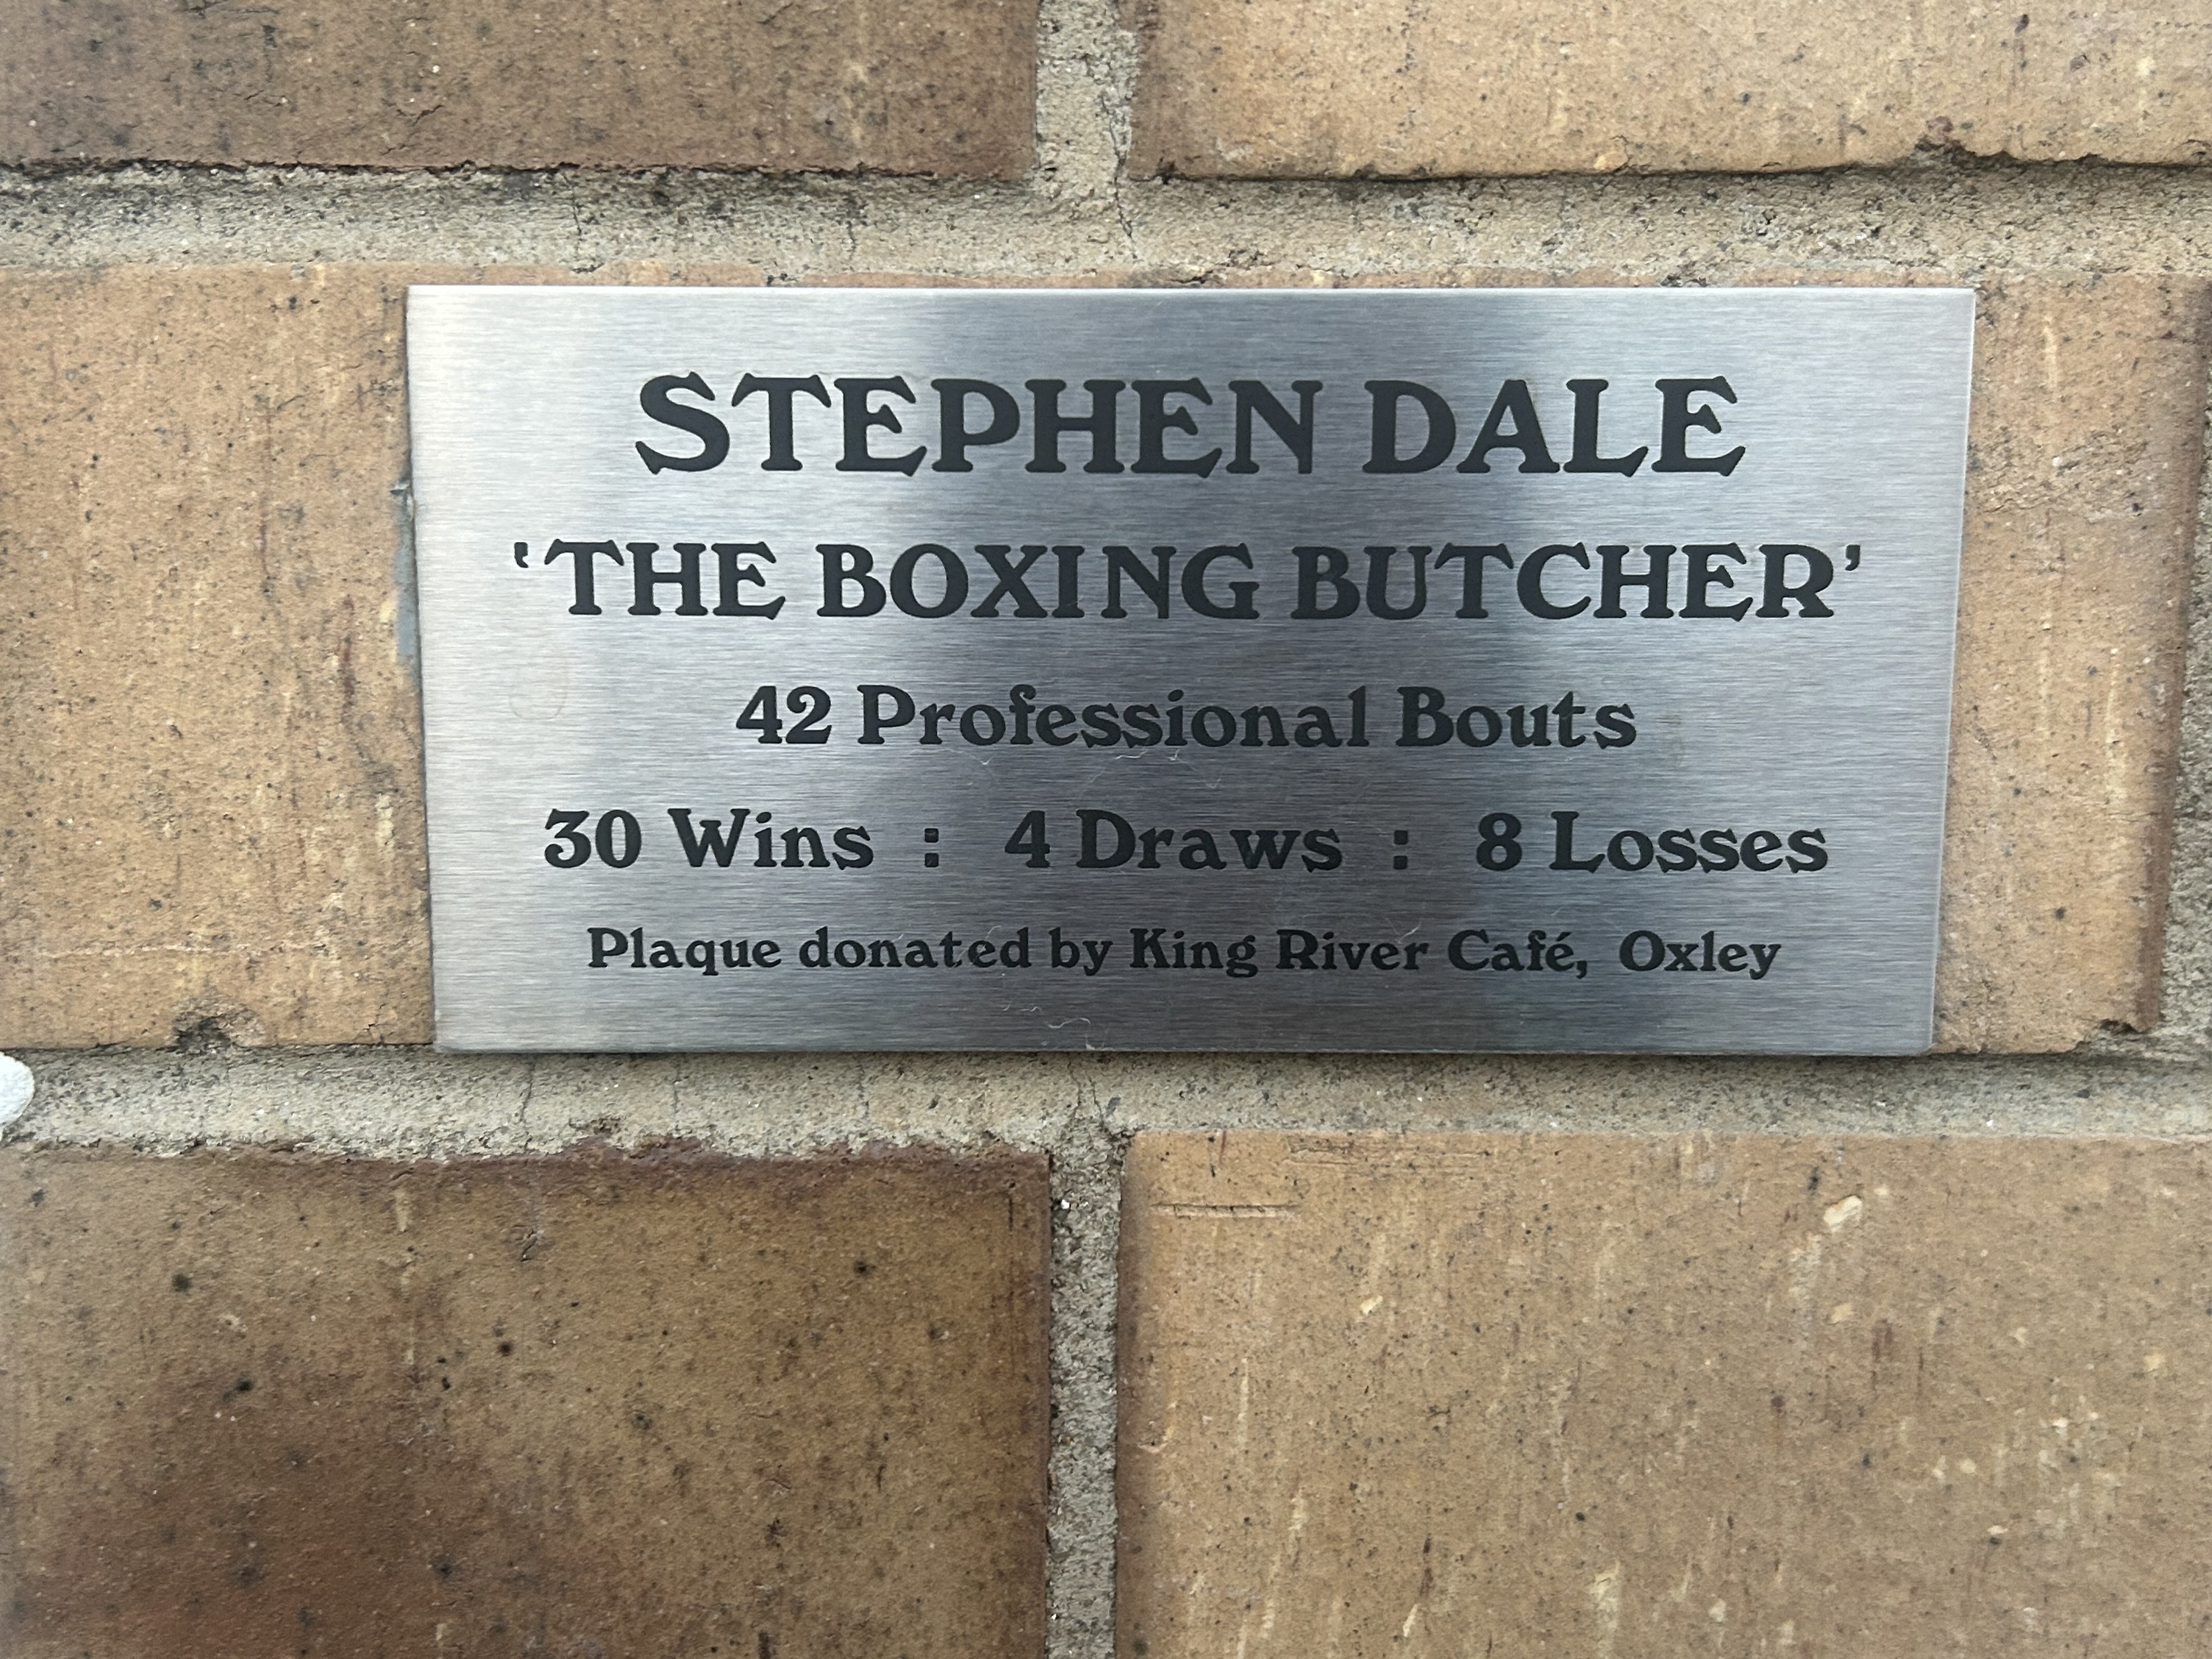 STEPHEN DALE
‛THE BOXING BUTCHER’
42 Professional Bouts
30 Wins : 4 Draws : 8 Losses
Plaque donated by King River Café, Oxley